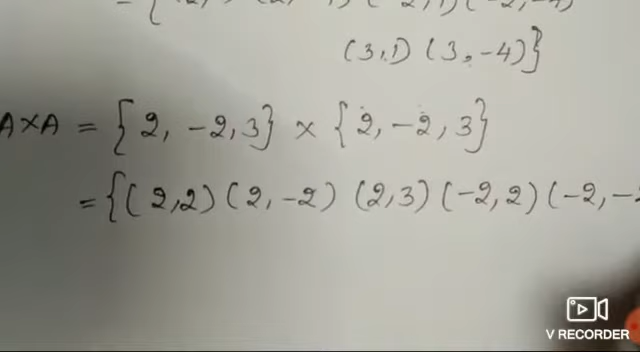 (3,1) (3,-4)}
A×A = {2, -2, 3} × {2, -2, 3}
= {(2,2) (2,-2) (2,3) (-2,2) (-2,-2
V RECORDER